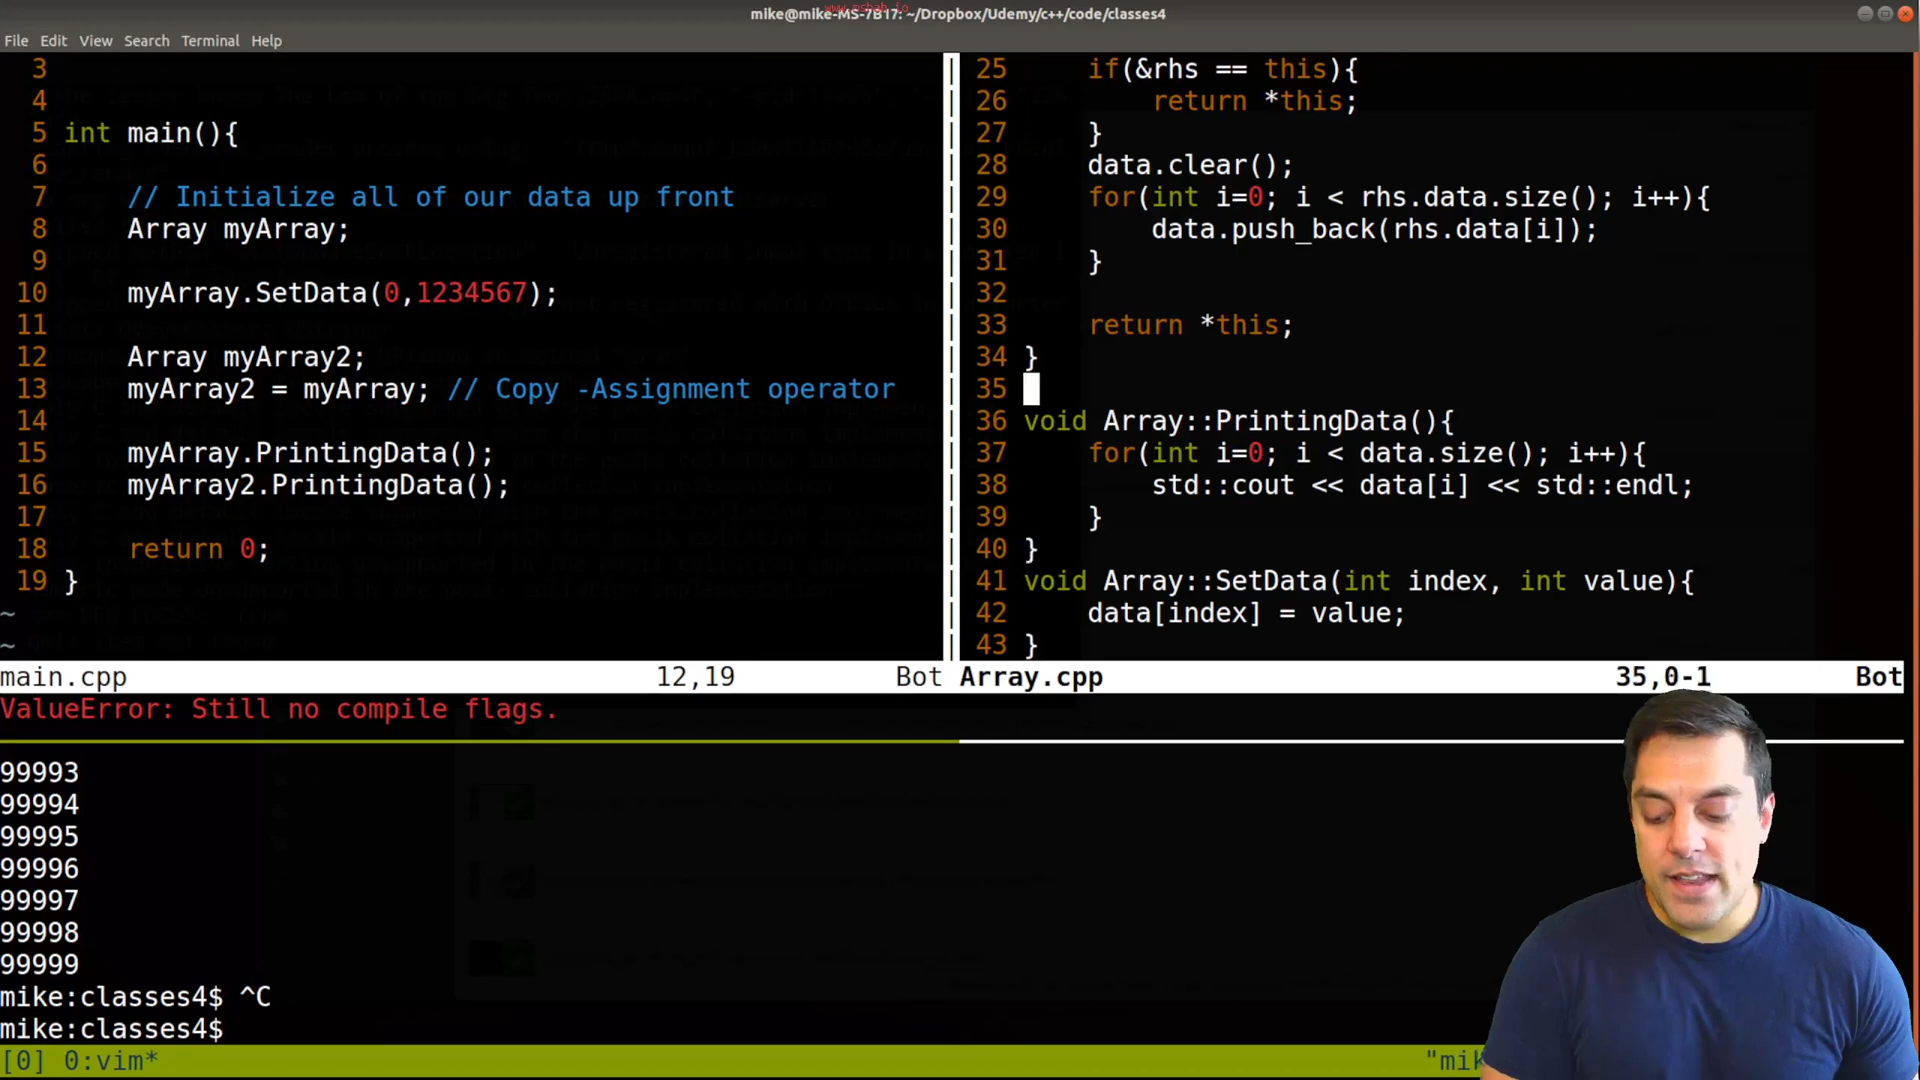 www.pshab.io
mike@mike-MS-7B17: ~/Dropbox/Udemy/c++/code/classes4
File Edit View Search Terminal Help
3
4
5 int main(){
6
7 // Initialize all of our data up front
8 Array myArray;
9
10 myArray.SetData(0,1234567);
11
12 Array myArray2;
13 myArray2 = myArray; // Copy -Assignment operator
14
15 myArray.PrintingData();
16 myArray2.PrintingData();
17
18 return 0;
19 }
~
~
main.cpp 12,19 Bot
25 if(&rhs == this){
26 return *this;
27 }
28 data.clear();
29 for(int i=0; i < rhs.data.size(); i++){
30 data.push_back(rhs.data[i]);
31 }
32
33 return *this;
34 }
35
36 void Array::PrintingData(){
37 for(int i=0; i < data.size(); i++){
38 std::cout << data[i] << std::endl;
39 }
40 }
41 void Array::SetData(int index, int value){
42 data[index] = value;
43 }
Array.cpp 35,0-1 Bot
ValueError: Still no compile flags.
99993
99994
99995
99996
99997
99998
99999
mike:classes4$ ^C
mike:classes4$
[0] 0:vim* "mik